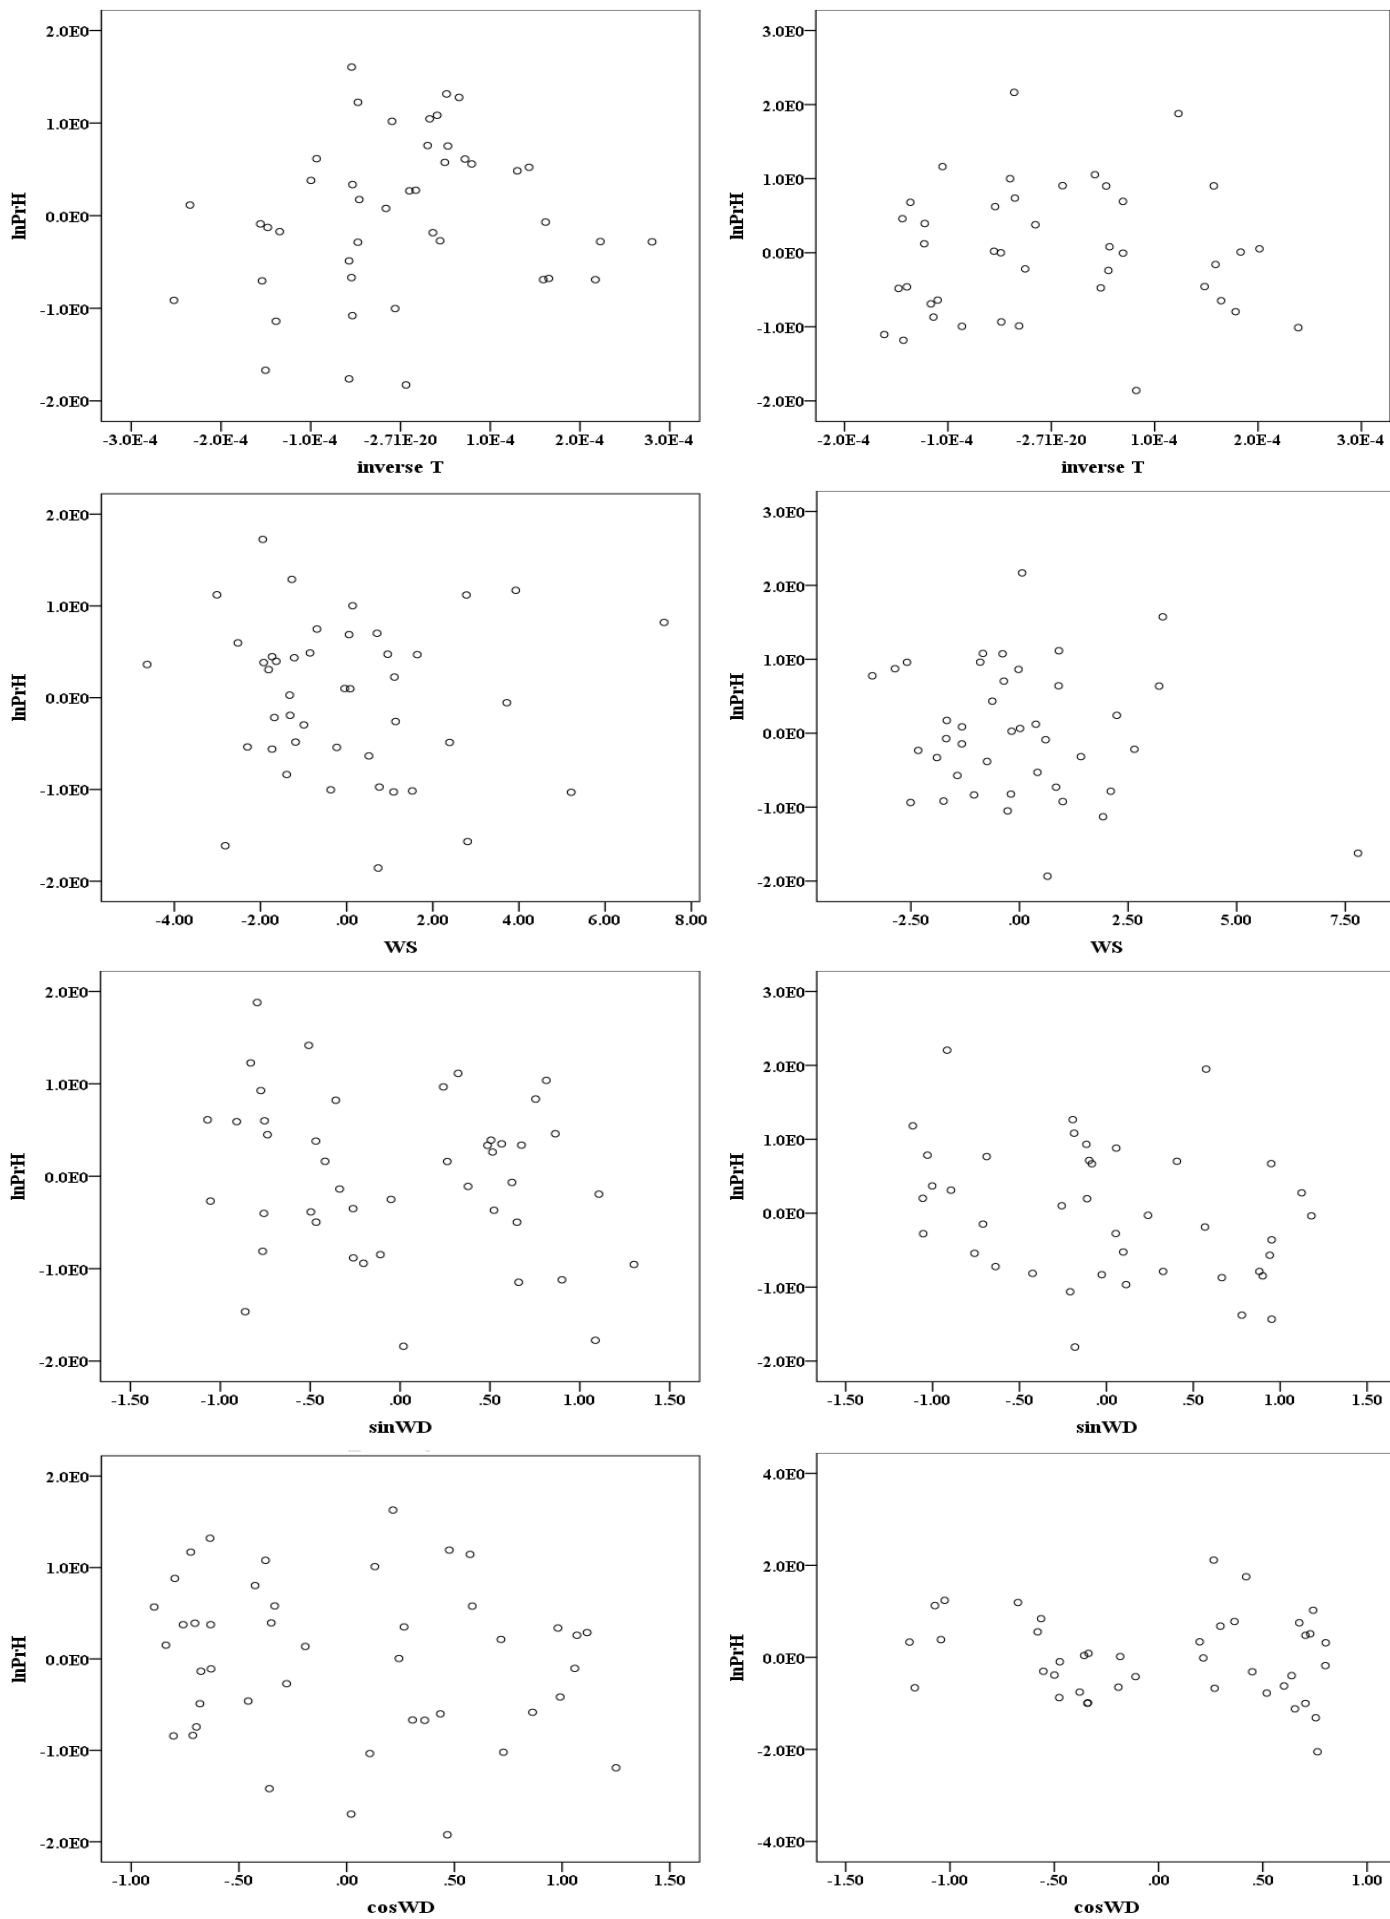 2.0E0
1.0E0
0.0E0
-1.0E0
-2.0E0
lnPrH
-3.0E-4 -2.0E-4 -1.0E-4 -2.71E-20 1.0E-4 2.0E-4 3.0E-4
inverse T
3.0E0
2.0E0
1.0E0
0.0E0
-1.0E0
-2.0E0
lnPrH
-2.0E-4 -1.0E-4 -2.71E-20 1.0E-4 2.0E-4 3.0E-4
inverse T
2.0E0
1.0E0
0.0E0
-1.0E0
-2.0E0
lnPrH
-4.00 -2.00 .00 2.00 4.00 6.00 8.00
WS
3.0E0
2.0E0
1.0E0
0.0E0
-1.0E0
-2.0E0
lnPrH
-2.50 .00 2.50 5.00 7.50
WS
2.0E0
1.0E0
0.0E0
-1.0E0
-2.0E0
lnPrH
-1.50 -1.00 -.50 .00 .50 1.00 1.50
sinWD
3.0E0
2.0E0
1.0E0
0.0E0
-1.0E0
-2.0E0
lnPrH
-1.50 -1.00 -.50 .00 .50 1.00 1.50
sinWD
2.0E0
1.0E0
0.0E0
-1.0E0
-2.0E0
lnPrH
-1.00 -.50 .00 .50 1.00 1.50
cosWD
4.0E0
2.0E0
0.0E0
-2.0E0
-4.0E0
lnPrH
-1.50 -1.00 -.50 .00 .50 1.00
cosWD